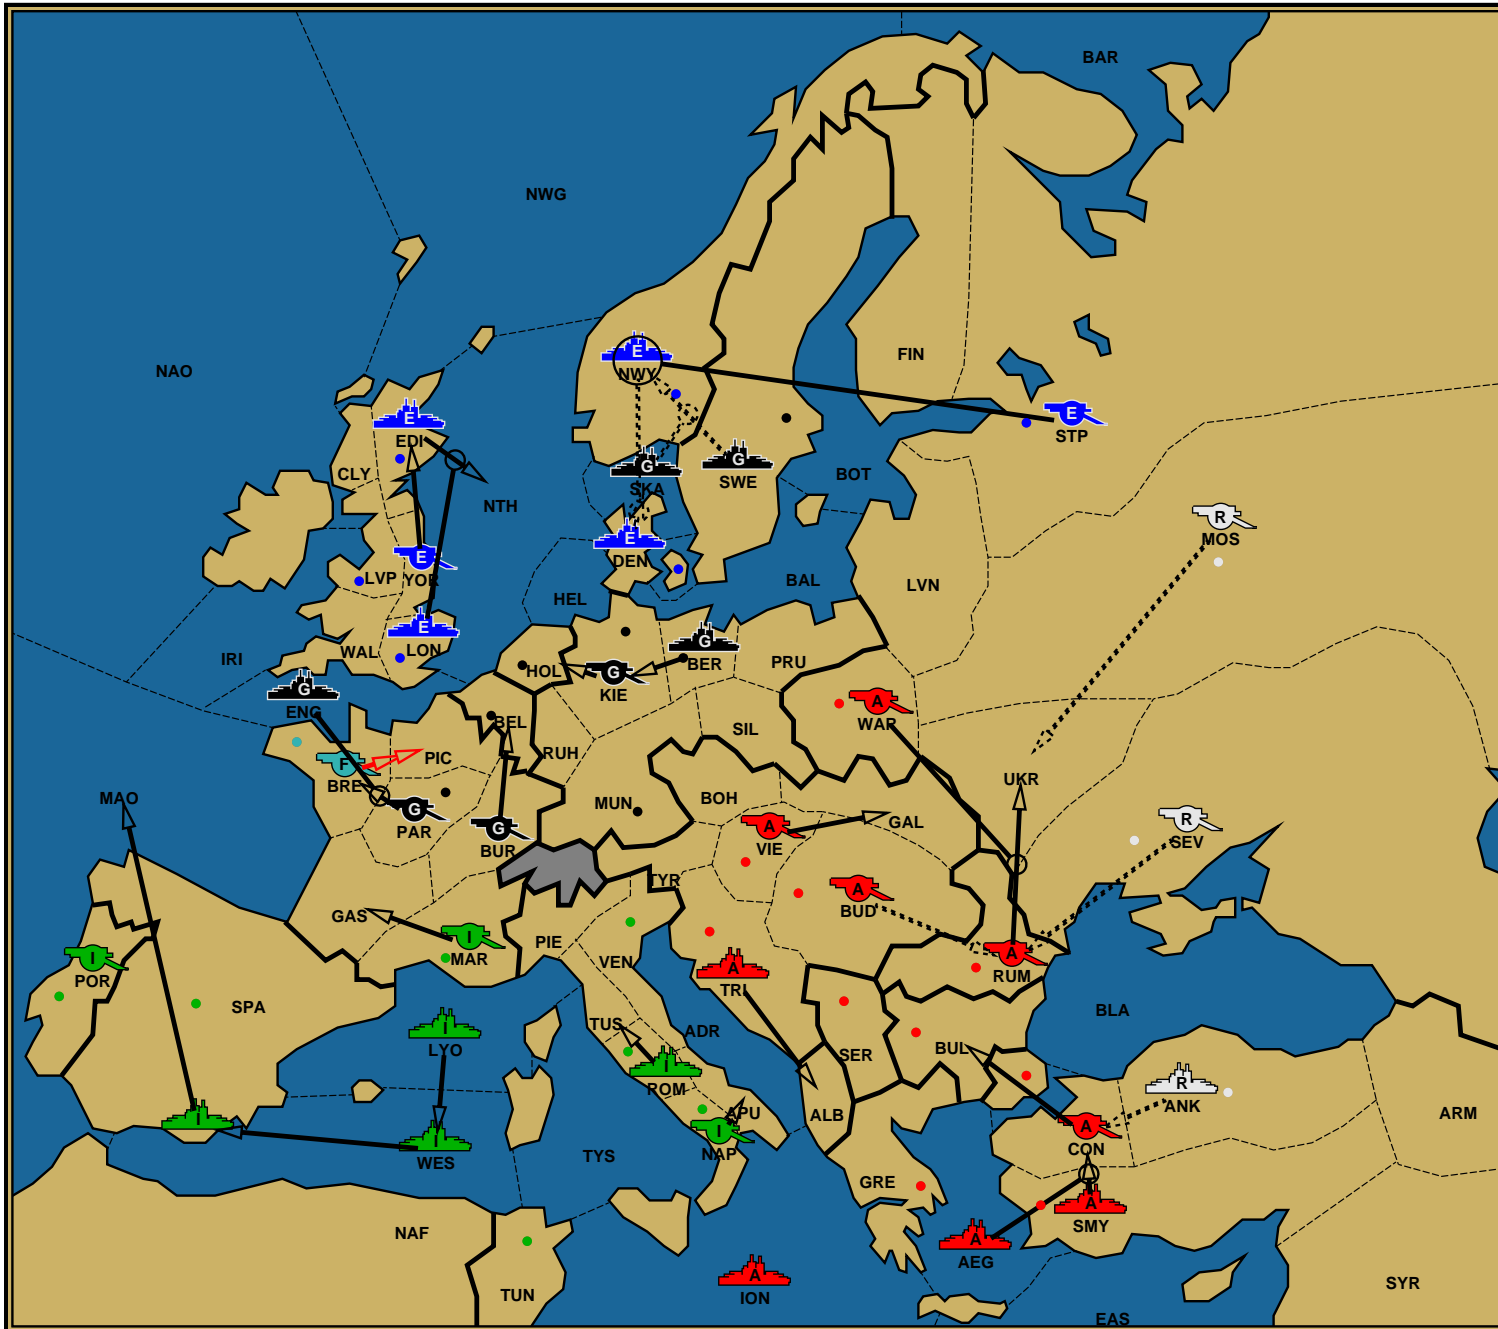 BAR
NWG
NAO
E
NWY
FIN
E
STP
E
EDI
CLY
G
SKA
G
SWE
BOT
NTH
R
MOS
E
DEN
E
YOR
LVP
HEL
BAL
LVN
E
LON
WAL
IRI
G
BER
PRU
G
KIE
HOL
G
ENG
A
WAR
BEL
SIL
RUH
PIC
F
BRE
UKR
MAO
BOH
MUN
G
PAR
G
BUR
A
VIE
GAL
R
SEV
TYR
A
BUD
GAS
I
MAR
PIE
VEN
I
POR
A
RUM
A
TRI
SPA
BLA
I
LYO
TUS
ADR
SER
BUL
I
ROM
R
ANK
APU
ALB
ARM
I
I
WES
I
NAP
TYS
A
CON
GRE
A
SMY
NAF
A
AEG
A
ION
TUN
SYR
EAS